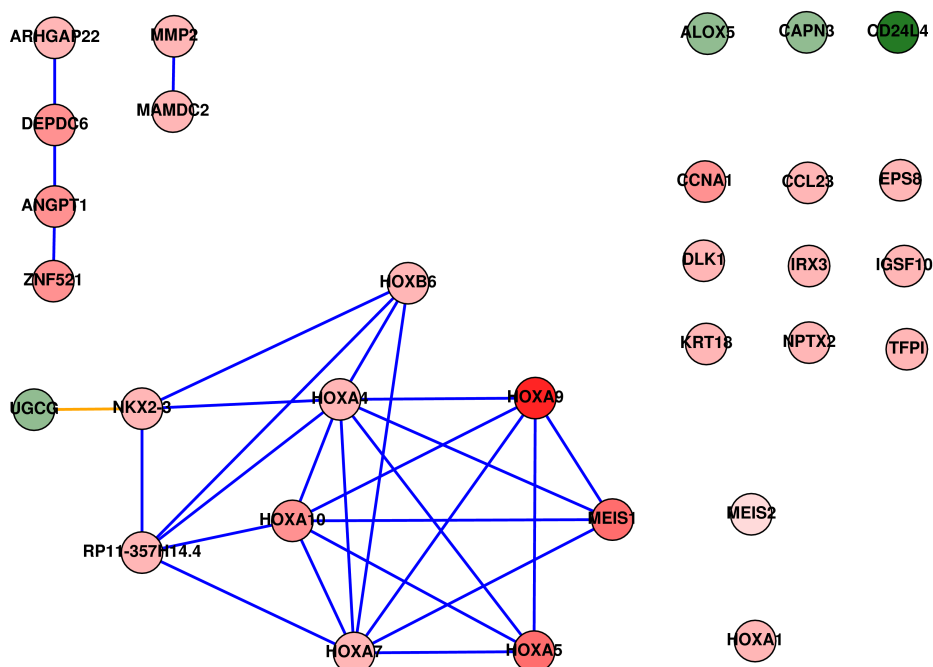 ARHGAP22
MMP2
ALOX5
CAPN3
CD24L4
MAMDC2
DEPDC6
CCNA1
CCL23
EPS8
ANGPT1
DLK1
IRX3
IGSF10
ZNF521
HOXB6
KRT18
NPTX2
TFPI
UGCG
NKX2-3
HOXA4
HOXA9
HOXA10
MEIS1
MEIS2
RP11-357H14.4
HOXA7
HOXA5
HOXA1